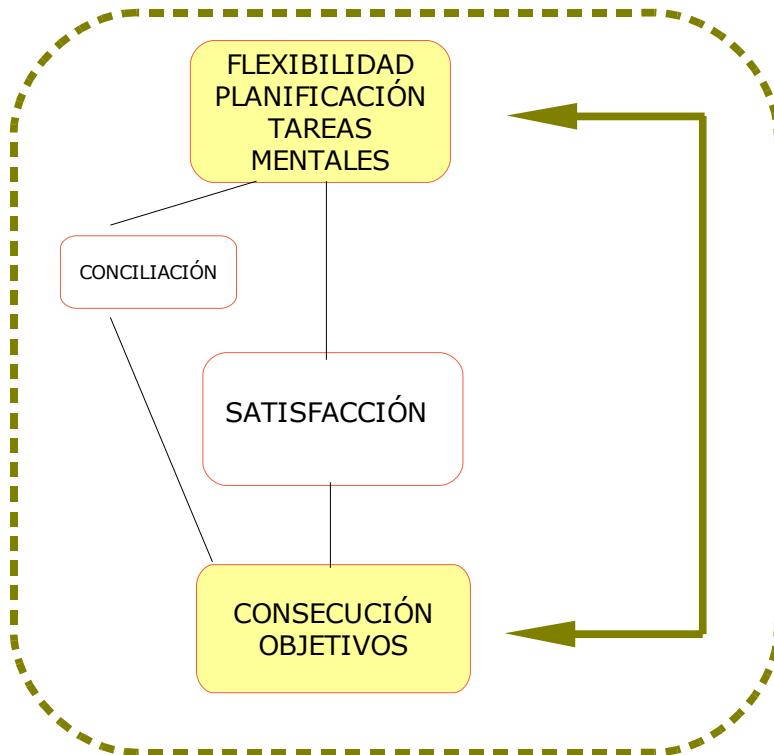 FLEXIBILIDAD
PLANIFICACIÓN
TAREAS
MENTALES
CONCILIACIÓN
SATISFACCIÓN
CONSECUCIÓN
OBJETIVOS